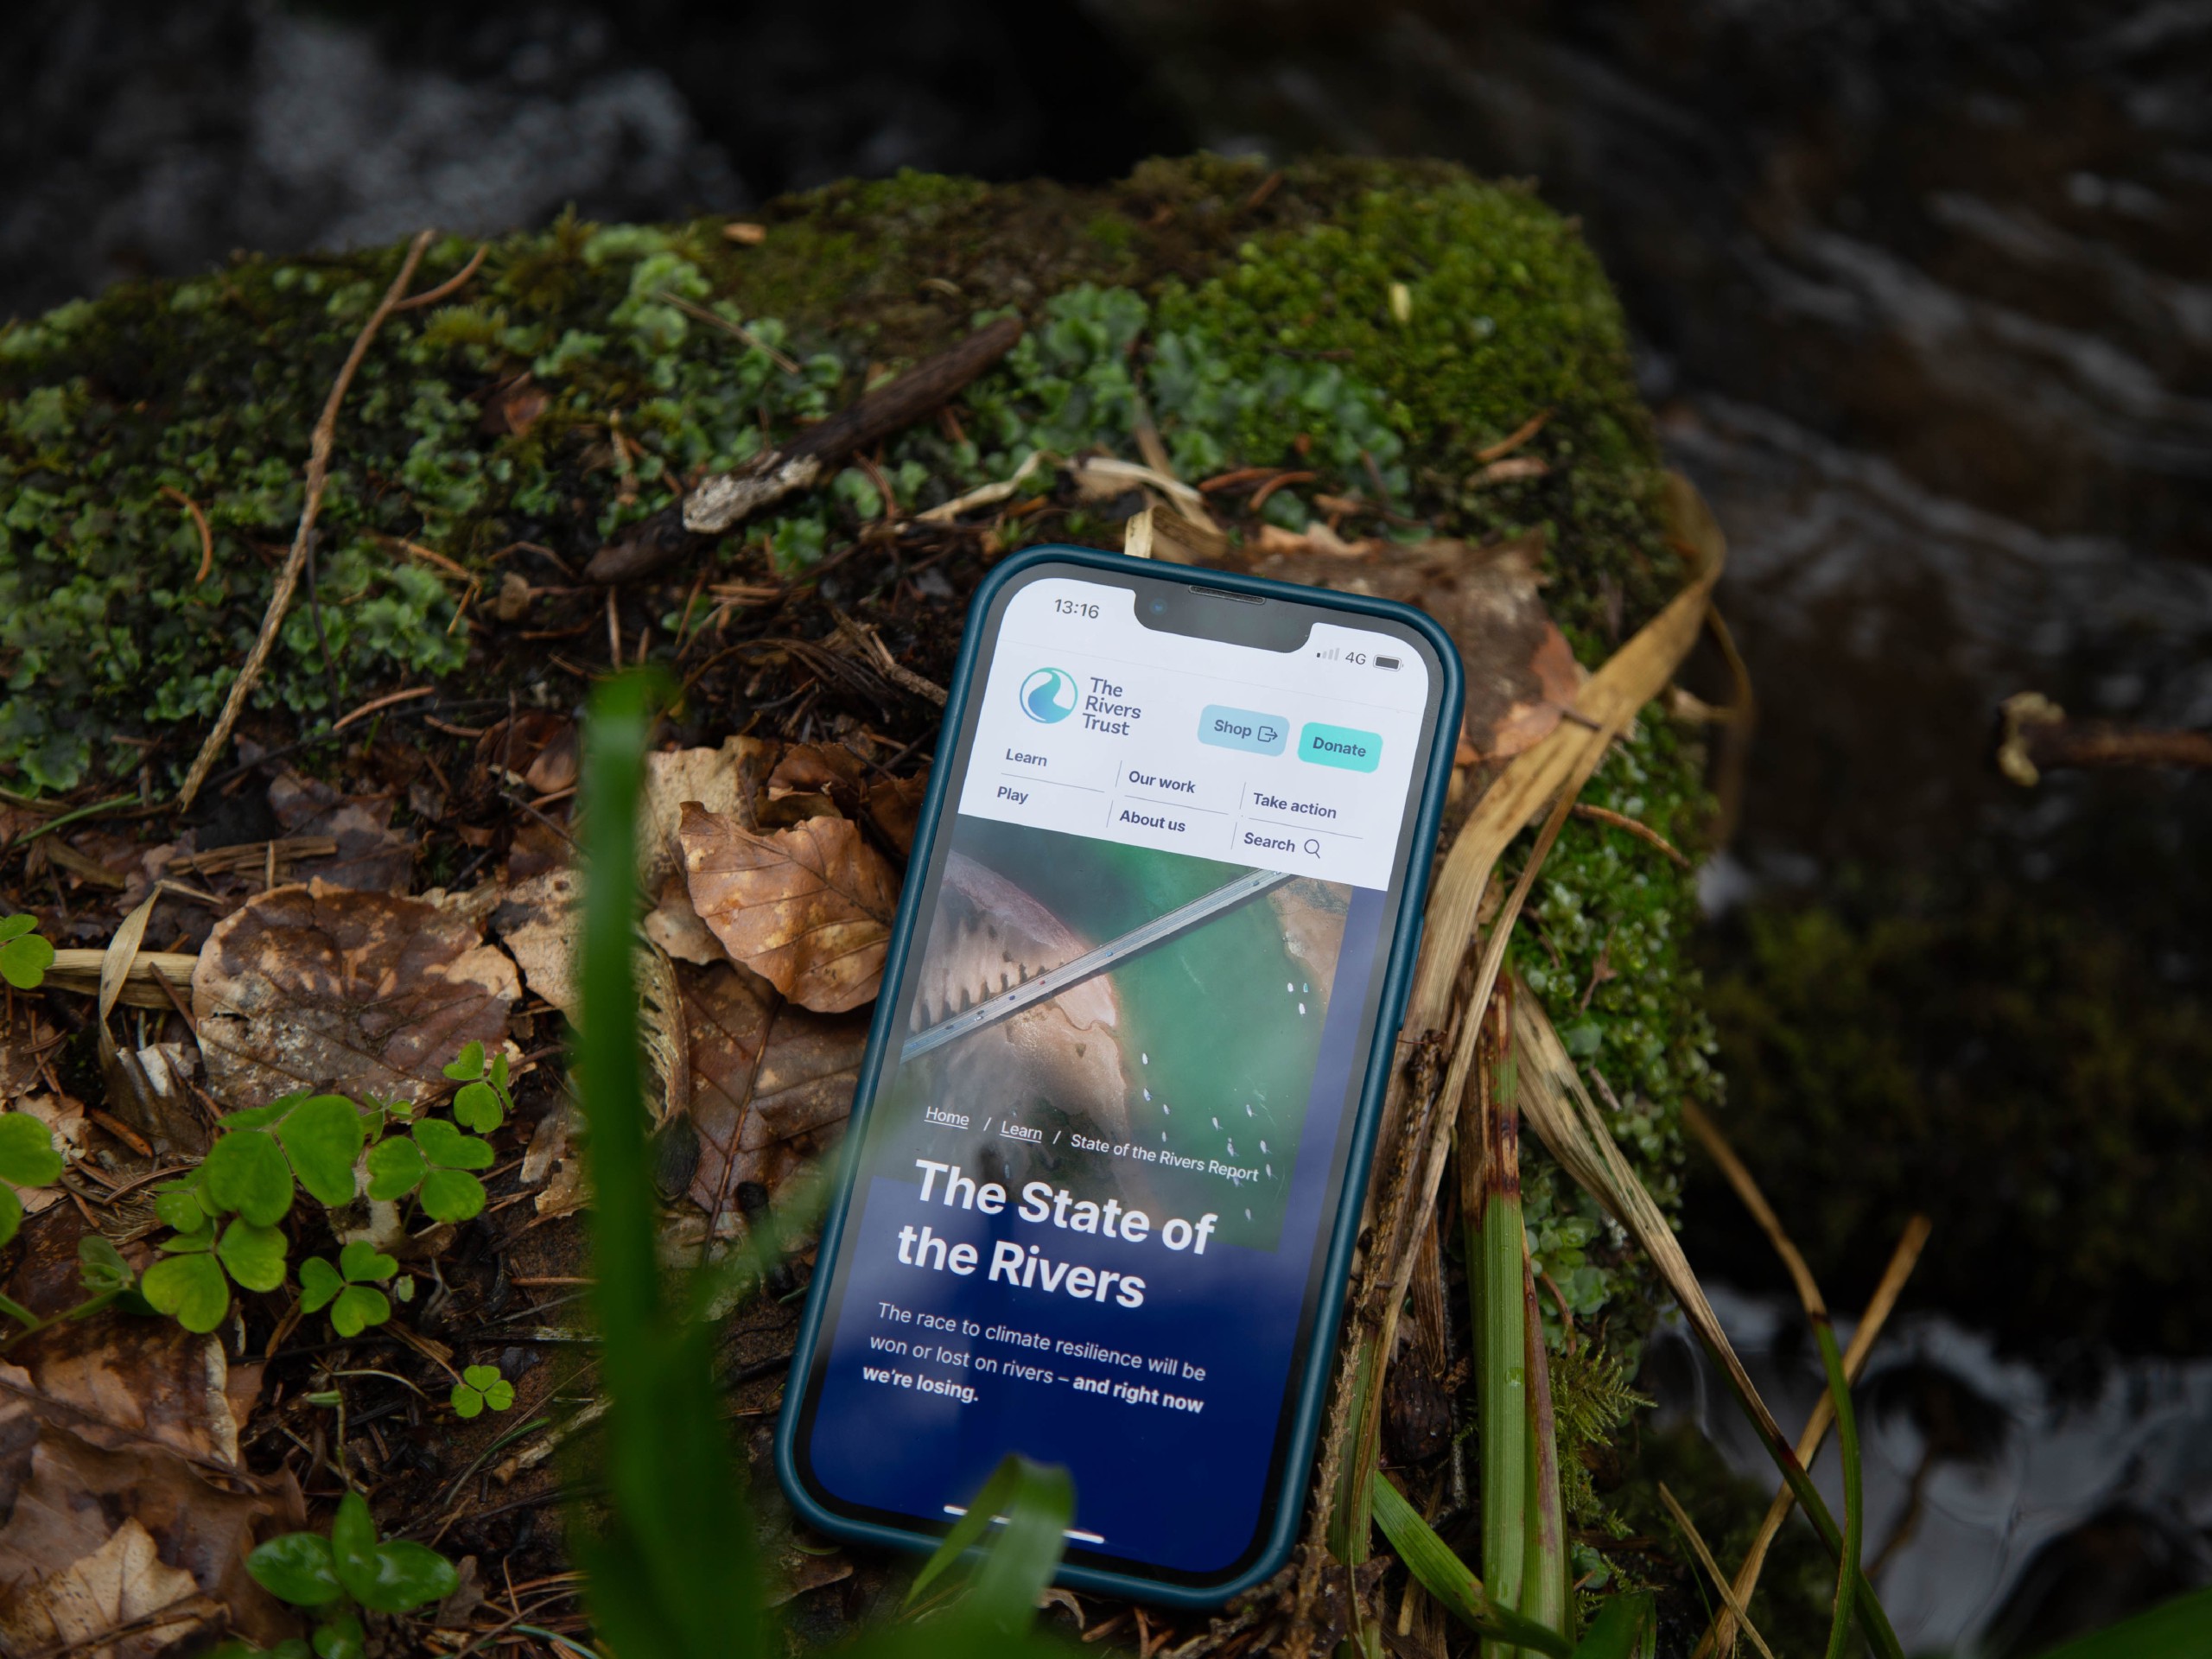 13:16
4G
The
Rivers
Trust
Shop
Donate
Learn
Our work
Take action
Play
About us
Search
Home / Learn / State of the Rivers Report
The State of
the Rivers
The race to climate resilience will be
won or lost on rivers – and right now
we're losing.